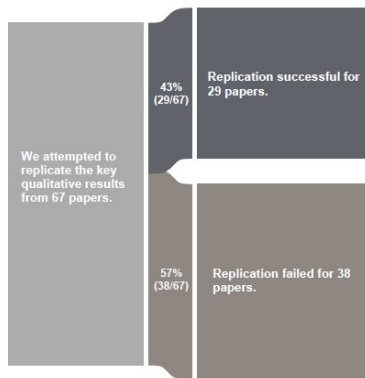 We attempted to
replicate the key
qualitative results
from 67 papers.
43%
(29/67)
Replication successful for
29 papers.
57%
(38/67)
Replication failed for 38
papers.